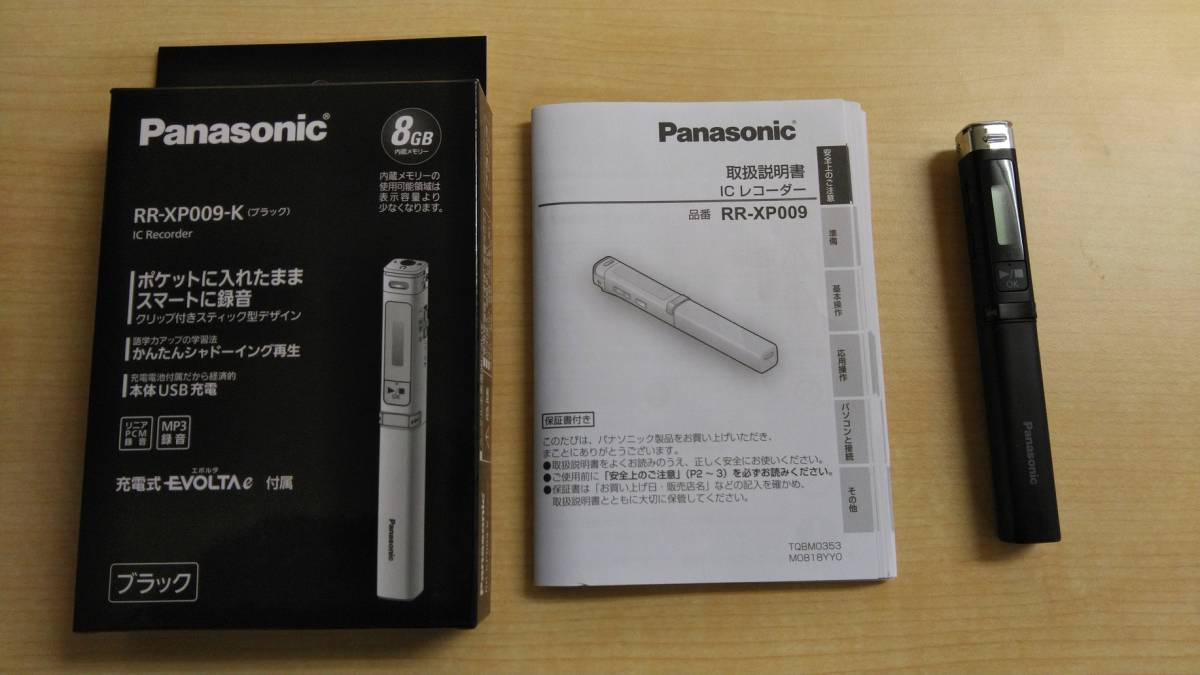 Panasonic®
8GB
内蔵メモリー
内蔵メモリーの
使用可能領域は
表示容量より
少なくなります。
RR-XP009-K (ブラック)
IC Recorder
ポケットに入れたまま
スマートに録音
クリップ付きスティック型デザイン
語学力アップの学習法
かんたんシャドーイング再生
充電電池付属だから経済的
本体USB充電
リニア
PCM
録音
MP3
録音
エボルタ
充電式 EVOLTA e 付属
ブラック
OK
Panasonic
Panasonic®
取扱説明書
IC レコーダー
品番 RR-XP009
安全上のご注意
準備
基本操作
応用操作
パソコンと接続
その他
保証書付き
このたびは、パナソニック製品をお買い上げいただき、
まことにありがとうございます。
●取扱説明書をよくお読みのうえ、正しく安全にお使いください。
●ご使用前に「安全上のご注意」(P2～3)を必ずお読みください。
●保証書は「お買い上げ日・販売店名」などの記入を確かめ、
取扱説明書とともに大切に保管してください。
TQBM0353
M0818YY0
▶/■
OK
Panasonic